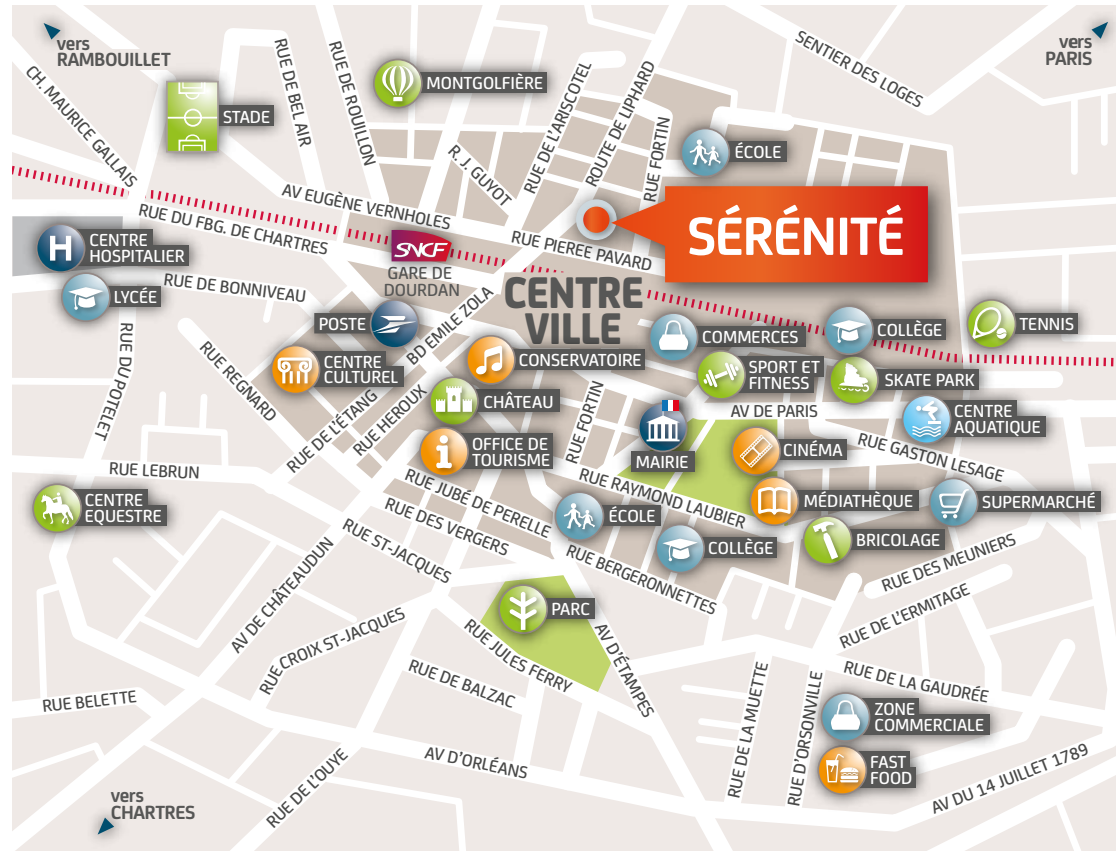 vers
RAMBOUILLET
vers
PARIS
SENTIER DES LOGES
CH. MAURICE GALLAIS
STADE
RUE DE BEL AIR
RUE DE ROUILLON
MONTGOLFIÈRE
R. J. GUYOT
RUE DE L'ARISCOTEL
ROUTE DE LIPHARD
RUE FORTIN
ÉCOLE
AV EUGÈNE VERNHOLES
RUE DU FBG. DE CHARTRES
RUE PIEREE PAVARD
SÉRÉNITÉ
H
CENTRE
HOSPITALIER
LYCÉE
SNCF
GARE DE
DOURDAN
RUE DE BONNIVEAU
CENTRE
VILLE
POSTE
BD EMILE ZOLA
COMMERCES
COLLÈGE
TENNIS
CENTRE
CULTUREL
CONSERVATOIRE
SPORT ET
FITNESS
SKATE PARK
RUE DU POTELET
RUE REGNARD
CHÂTEAU
RUE DE L'ÉTANG
RUE HEROUX
RUE FORTIN
AV DE PARIS
CENTRE
AQUATIQUE
i
OFFICE DE
TOURISME
MAIRIE
CINÉMA
RUE GASTON LESAGE
RUE LEBRUN
RUE JUBÉ DE PERELLE
RUE RAYMOND LAUBIER
MÉDIATHÈQUE
SUPERMARCHÉ
CENTRE
EQUESTRE
RUE DES VERGERS
ÉCOLE
COLLÈGE
BRICOLAGE
RUE ST-JACQUES
RUE BERGERONNETTES
RUE DES MEUNIERS
AV DE CHÂTEAUDUN
PARC
RUE DE L'ERMITAGE
RUE CROIX ST-JACQUES
RUE JULES FERRY
AV D'ÉTAMPES
RUE DE BALZAC
RUE DE LA GAUDRÉE
RUE BELETTE
RUE DE LA MUETTE
RUE D'ORSONVILLE
ZONE
COMMERCIALE
AV D'ORLÉANS
FAST
FOOD
RUE DE L'OUYE
AV DU 14 JUILLET 1789
vers
CHARTRES